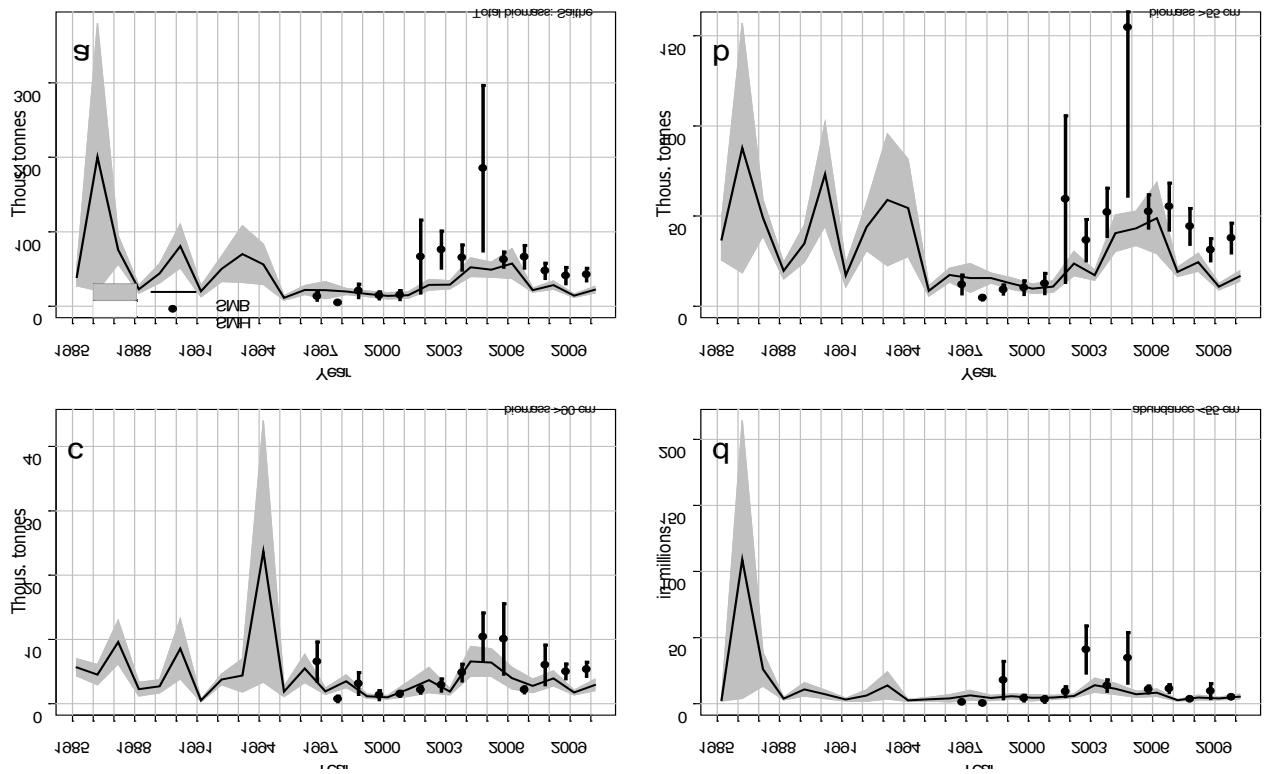 Total biomass: Saithe
a
Thous. tonnes
300
200
100
0
SMB
SMH
1985 1988 1991 1994 1997 2000 2003 2006 2009
Year
biomass >55 cm
b
Thous. tonnes
150
100
50
0
1985 1988 1991 1994 1997 2000 2003 2006 2009
Year
biomass >90 cm
c
Thous. tonnes
40
30
20
10
0
1985 1988 1991 1994 1997 2000 2003 2006 2009
Year
abundance <55 cm
d
in millions
200
150
100
50
0
1985 1988 1991 1994 1997 2000 2003 2006 2009
Year